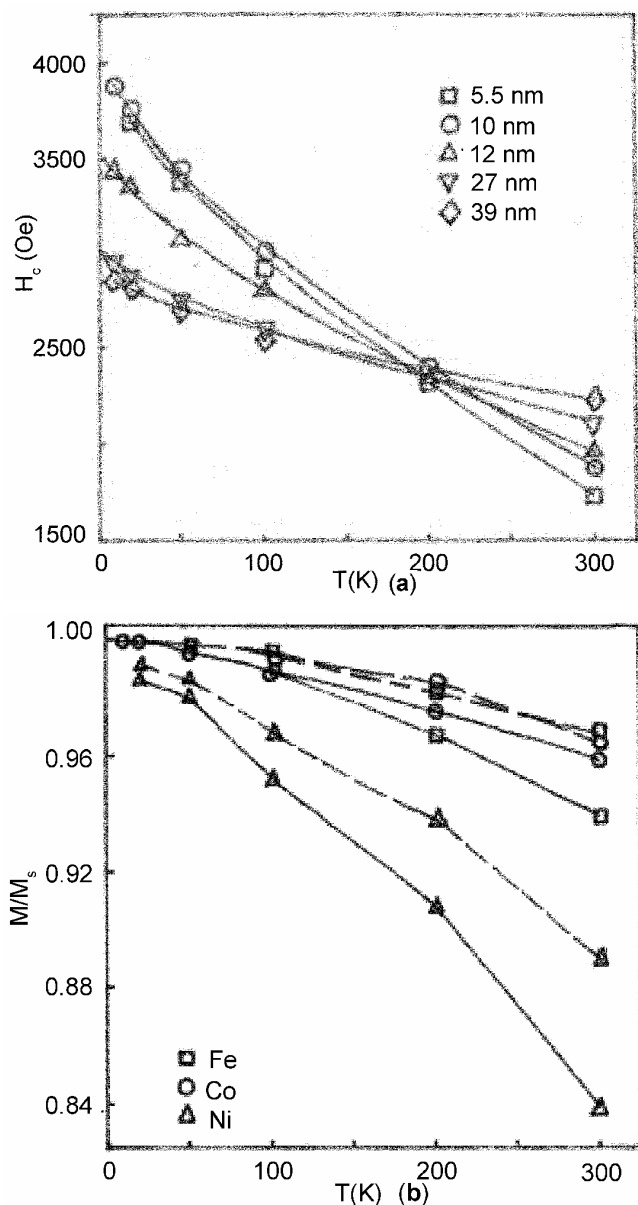 4000
3500
2500
1500
H_c (Oe)
5.5 nm
10 nm
12 nm
27 nm
39 nm
0 100 200 300
T(K) (a)
1.00
0.96
0.92
0.88
0.84
M/M_s
Fe
Co
Ni
0 100 200 300
T(K) (b)